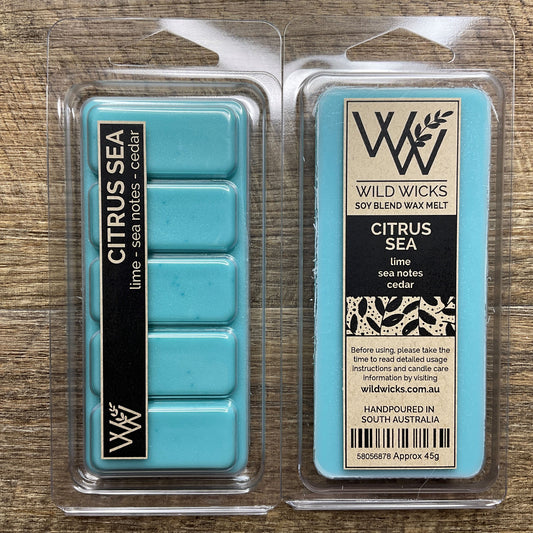 CITRUS SEA
lime - sea notes - cedar
WW
WW
WILD WICKS
SOY BLEND WAX MELT
CITRUS
SEA
lime
sea notes
cedar
Before using, please take the
time to read detailed usage
instructions and candle care
information by visiting
wildwicks.com.au
HANDPOURED IN
SOUTH AUSTRALIA
58056878 Approx 45g